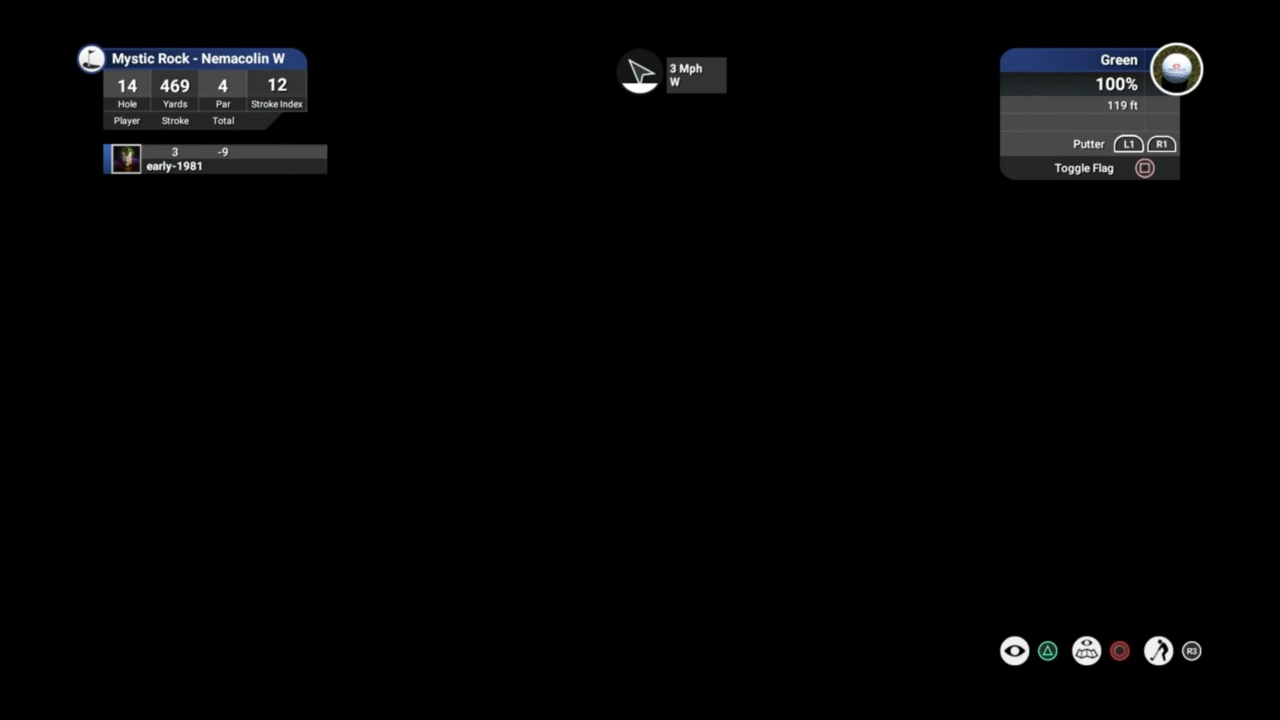 Mystic Rock - Nemacolin W
14 469 4 12
Hole Yards Par Stroke Index
Player Stroke Total
3 -9
early-1981
3 Mph
W
Green
100%
119 ft
Putter L1 R1
Toggle Flag
R3